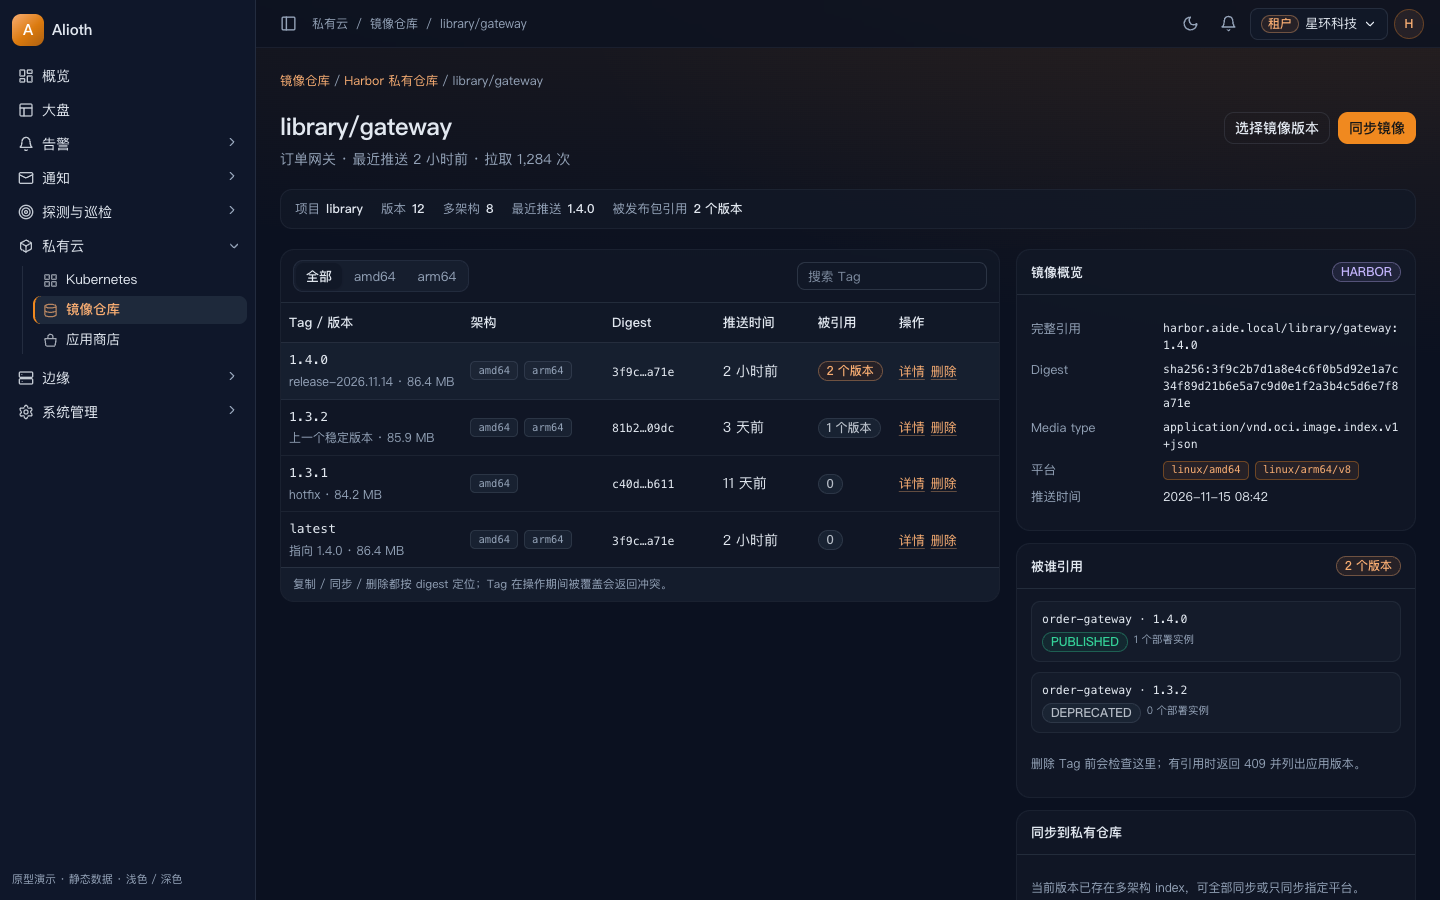 A Alioth
概览
大盘
告警
通知
探测与巡检
私有云
Kubernetes
镜像仓库
应用商店
边缘
系统管理
原型演示 · 静态数据 · 浅色 / 深色
私有云 / 镜像仓库 / library/gateway
租户 星环科技
H
镜像仓库 / Harbor 私有仓库 / library/gateway
library/gateway
订单网关 · 最近推送 2 小时前 · 拉取 1,284 次
选择镜像版本 同步镜像
项目 library 版本 12 多架构 8 最近推送 1.4.0 被发布包引用 2 个版本
全部 amd64 arm64
搜索 Tag
Tag / 版本 架构 Digest 推送时间 被引用 操作
1.4.0
release-2026.11.14 · 86.4 MB
amd64 arm64 3f9c…a71e 2 小时前 2 个版本 详情 删除
1.3.2
上一个稳定版本 · 85.9 MB
amd64 arm64 81b2…09dc 3 天前 1 个版本 详情 删除
1.3.1
hotfix · 84.2 MB
amd64 c40d…b611 11 天前 0 详情 删除
latest
指向 1.4.0 · 86.4 MB
amd64 arm64 3f9c…a71e 2 小时前 0 详情 删除
复制 / 同步 / 删除都按 digest 定位；Tag 在操作期间被覆盖会返回冲突。
镜像概览 HARBOR
完整引用 harbor.aide.local/library/gateway:
1.4.0
Digest sha256:3f9c2b7d1a8e4c6f0b5d92e1a7c
34f89d21b6e5a7c9d0e1f2a3b4c5d6e7f8
a71e
Media type application/vnd.oci.image.index.v1
+json
平台 linux/amd64 linux/arm64/v8
推送时间 2026-11-15 08:42
被谁引用 2 个版本
order-gateway · 1.4.0
PUBLISHED 1 个部署实例
order-gateway · 1.3.2
DEPRECATED 0 个部署实例
删除 Tag 前会检查这里；有引用时返回 409 并列出应用版本。
同步到私有仓库
当前版本已存在多架构 index，可全部同步或只同步指定平台。